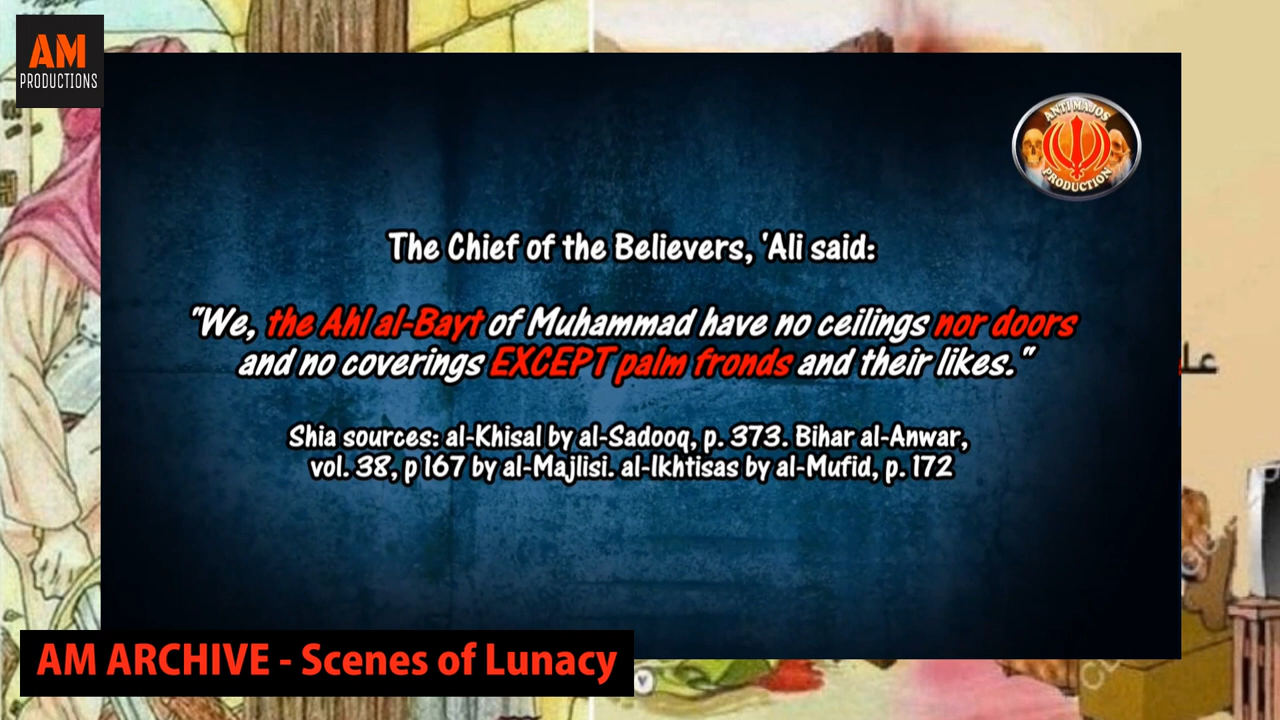 AM
PRODUCTIONS
ANTI MAJOS
PRODUCTION
The Chief of the Believers, 'Ali said:
"We, the Ahl al-Bayt of Muhammad have no ceilings nor doors
and no coverings EXCEPT palm fronds and their likes."
Shia sources: al-Khisal by al-Sadooq, p. 373. Bihar al-Anwar,
vol. 38, p 167 by al-Majlisi. al-Ikhtisas by al-Mufid, p. 172
AM ARCHIVE - Scenes of Lunacy